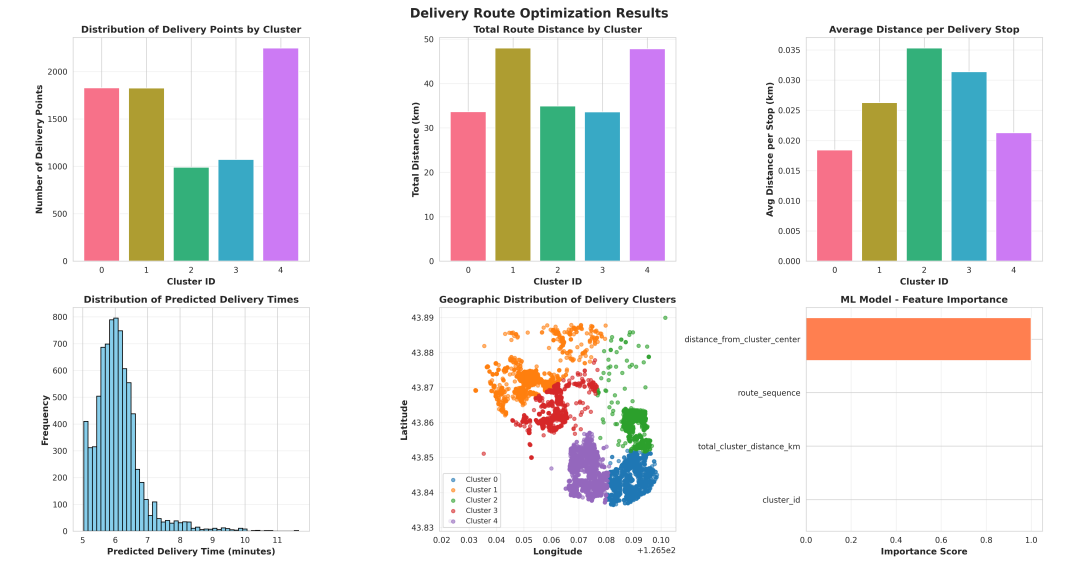 Delivery Route Optimization Results
Distribution of Delivery Points by Cluster
Number of Delivery Points
2000
1500
1000
500
0
0 1 2 3 4
Cluster ID
Total Route Distance by Cluster
Total Distance (km)
50
40
30
20
10
0
0 1 2 3 4
Cluster ID
Average Distance per Delivery Stop
Avg Distance per Stop (km)
0.035
0.030
0.025
0.020
0.015
0.010
0.005
0.000
0 1 2 3 4
Cluster ID
Distribution of Predicted Delivery Times
Frequency
800
700
600
500
400
300
200
100
0
5 6 7 8 9 10 11
Predicted Delivery Time (minutes)
Geographic Distribution of Delivery Clusters
Latitude
43.89
43.88
43.87
43.86
43.85
43.84
43.83
Cluster 0
Cluster 1
Cluster 2
Cluster 3
Cluster 4
0.02 0.03 0.04 0.05 0.06 0.07 0.08 0.09 0.10
+1.265e2
Longitude
ML Model - Feature Importance
distance_from_cluster_center
route_sequence
total_cluster_distance_km
cluster_id
0.0 0.2 0.4 0.6 0.8 1.0
Importance Score